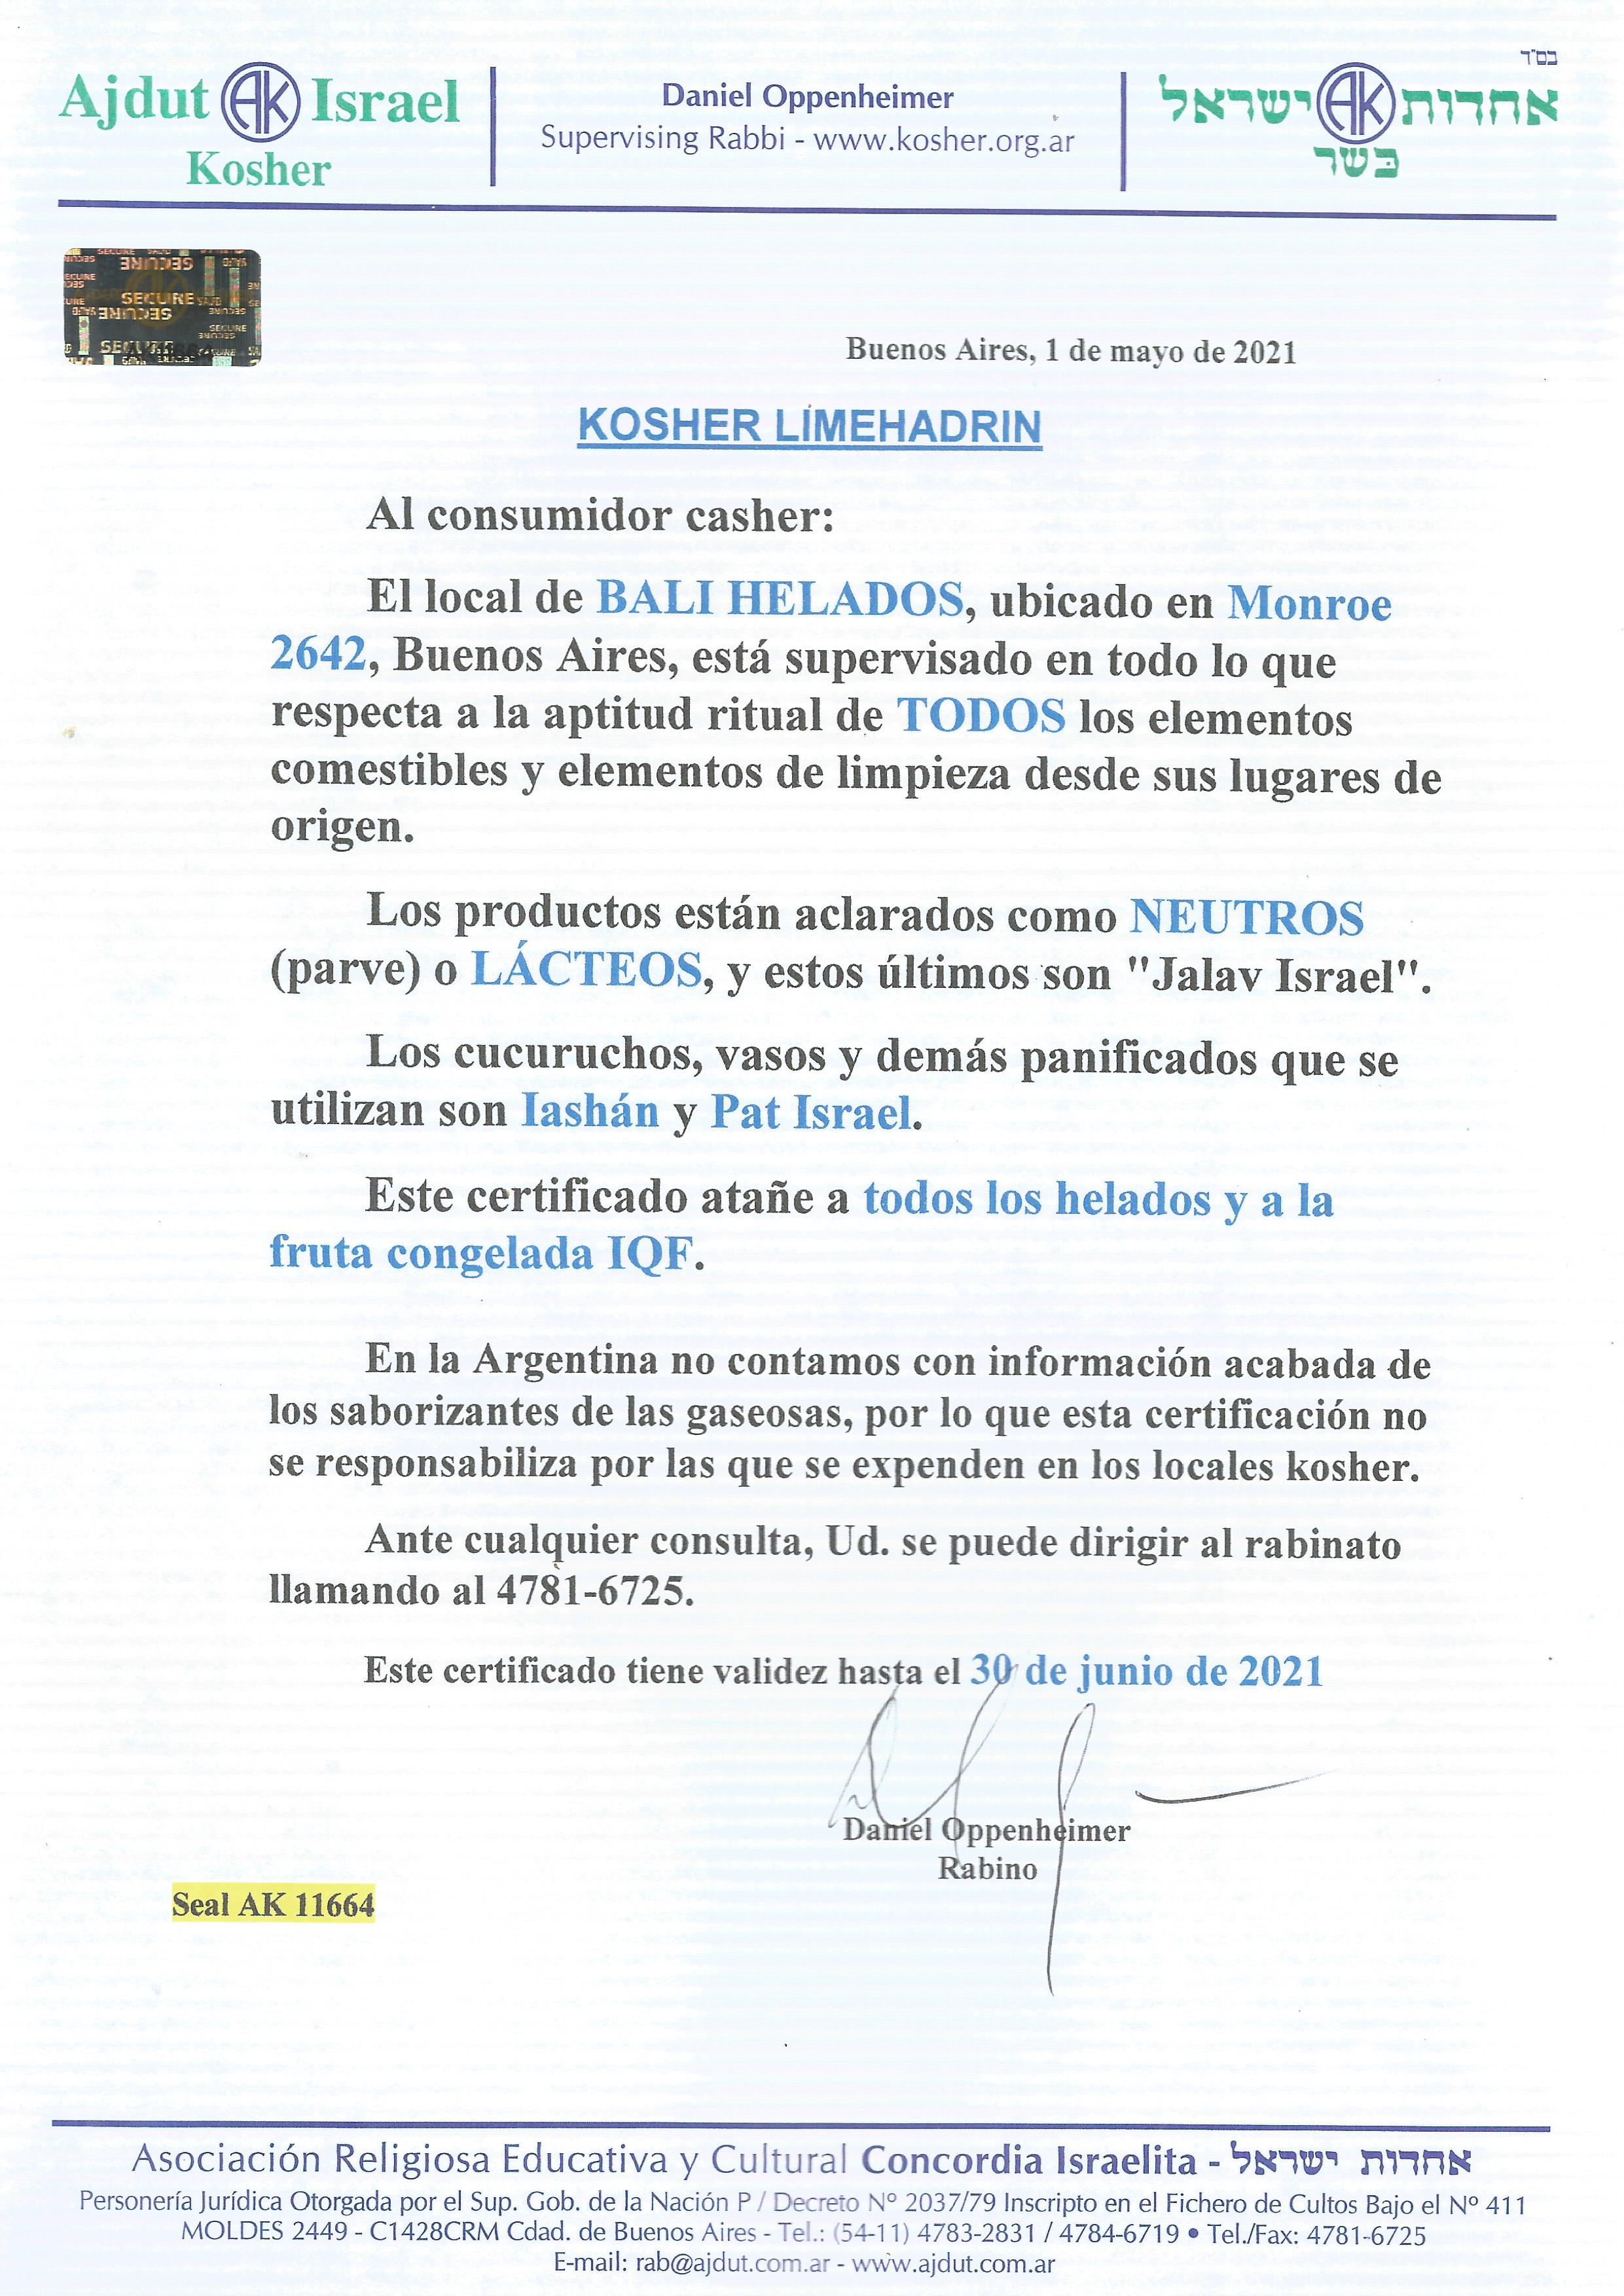 בס"ד
Ajdut AK Israel
Kosher
Daniel Oppenheimer
Supervising Rabbi - www.kosher.org.ar
אחדות AK ישראל
כשר
SECURE
SECURE
SECURE
SECURE
Buenos Aires, 1 de mayo de 2021
KOSHER LIMEHADRIN
Al consumidor casher:
El local de BALI HELADOS, ubicado en Monroe
2642, Buenos Aires, está supervisado en todo lo que
respecta a la aptitud ritual de TODOS los elementos
comestibles y elementos de limpieza desde sus lugares de
origen.
Los productos están aclarados como NEUTROS
(parve) o LÁCTEOS, y estos últimos son "Jalav Israel".
Los cucuruchos, vasos y demás panificados que se
utilizan son Iashán y Pat Israel.
Este certificado atañe a todos los helados y a la
fruta congelada IQF.
En la Argentina no contamos con información acabada de
los saborizantes de las gaseosas, por lo que esta certificación no
se responsabiliza por las que se expenden en los locales kosher.
Ante cualquier consulta, Ud. se puede dirigir al rabinato
llamando al 4781-6725.
Este certificado tiene validez hasta el 30 de junio de 2021
Daniel Oppenheimer
Rabino
Seal AK 11664
Asociación Religiosa Educativa y Cultural Concordia Israelita - אחדות ישראל
Personería Jurídica Otorgada por el Sup. Gob. de la Nación P / Decreto Nº 2037/79 Inscripto en el Fichero de Cultos Bajo el Nº 411
MOLDES 2449 - C1428CRM Cdad. de Buenos Aires - Tel.: (54-11) 4783-2831 / 4784-6719 • Tel./Fax: 4781-6725
E-mail: rab@ajdut.com.ar - www.ajdut.com.ar